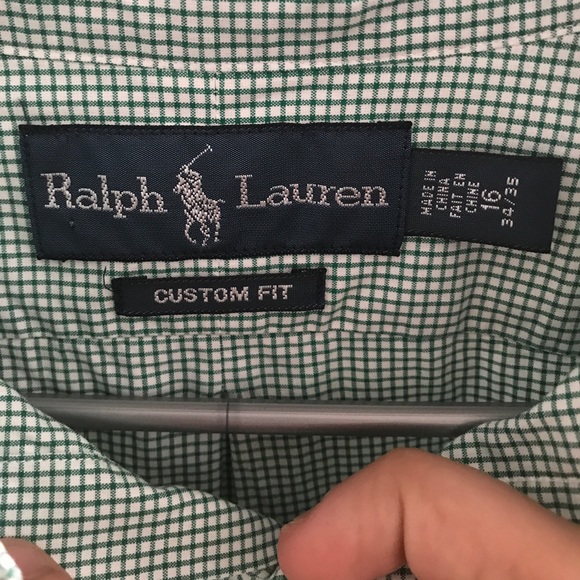 Ralph Lauren
CUSTOM FIT
MADE IN
CHINA
FAIT EN
CHINE
16
34/35